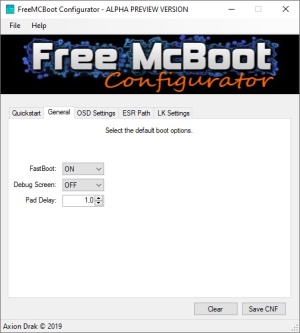 FreeMCBoot Configurator - ALPHA PREVIEW VERSION
File Help
Free McBoot
Configurator
Quickstart General OSD Settings ESR Path LK Settings
Select the default boot options.
FastBoot: ON
Debug Screen: OFF
Pad Delay: 1.0
Clear Save CNF
Axion Drak © 2019